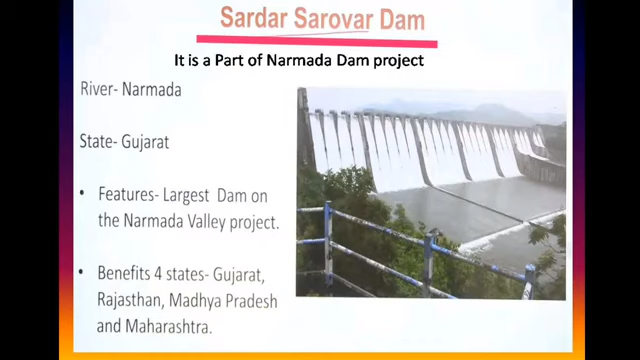 Sardar Sarovar Dam
It is a Part of Narmada Dam project
River- Narmada
State- Gujarat
• Features- Largest Dam on
the Narmada Valley project.
• Benefits 4 states- Gujarat,
Rajasthan, Madhya Pradesh
and Maharashtra.